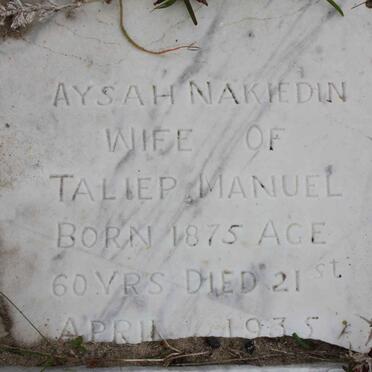 AYSAH NAKIEDIN
WIFE OF
TALIEP MANUEL
BORN 1875 AGE
60 YRS DIED 21st
APRIL 1935